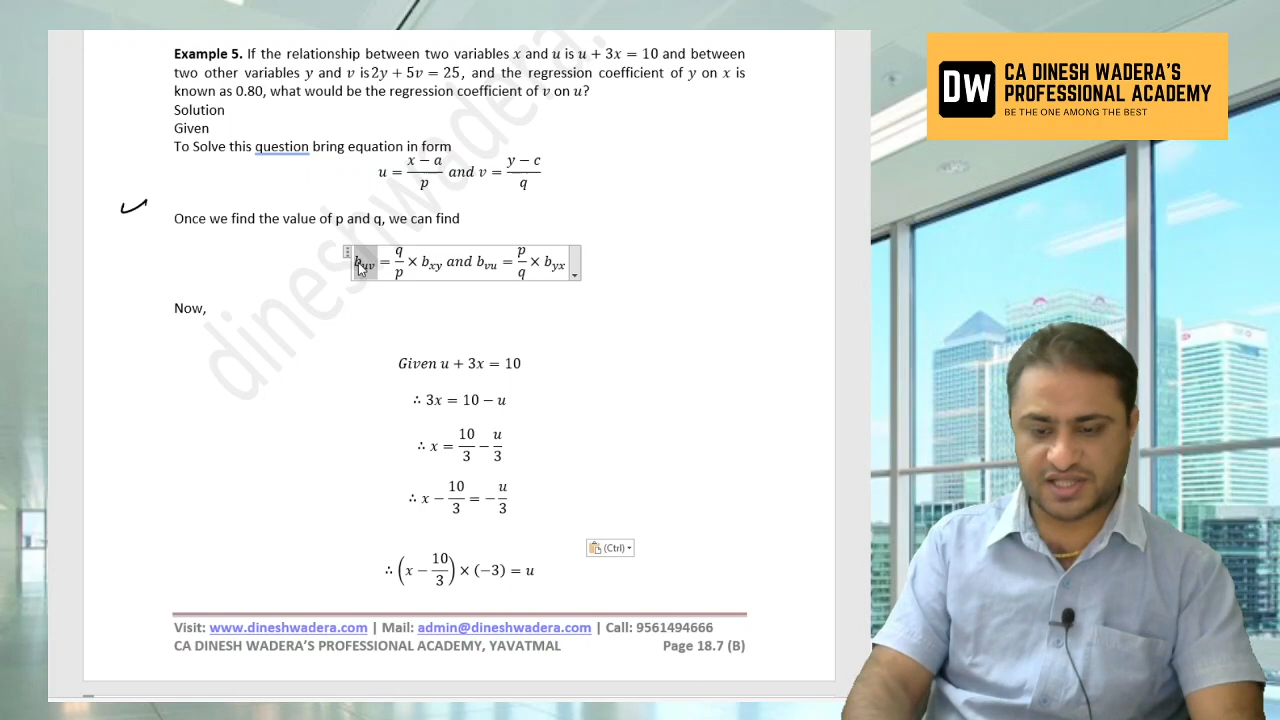 Example 5. If the relationship between two variables x and u is u + 3x = 10 and between
two other variables y and v is2y + 5v = 25, and the regression coefficient of y on x is
known as 0.80, what would be the regression coefficient of v on u?
Solution
Given
To Solve this question bring equation in form
u = (x − a)/p and v = (y − c)/q
Once we find the value of p and q, we can find
b_uv = q/p × b_xy and b_vu = p/q × b_yx
Now,
Given u + 3x = 10
∴ 3x = 10 − u
∴ x = 10/3 − u/3
∴ x − 10/3 = − u/3
(Ctrl)
∴ (x − 10/3) × (−3) = u
Visit: www.dineshwadera.com | Mail: admin@dineshwadera.com | Call: 9561494666
CA DINESH WADERA'S PROFESSIONAL ACADEMY, YAVATMAL Page 18.7 (B)
dineshwadera.
DW
CA DINESH WADERA'S
PROFESSIONAL ACADEMY
BE THE ONE AMONG THE BEST